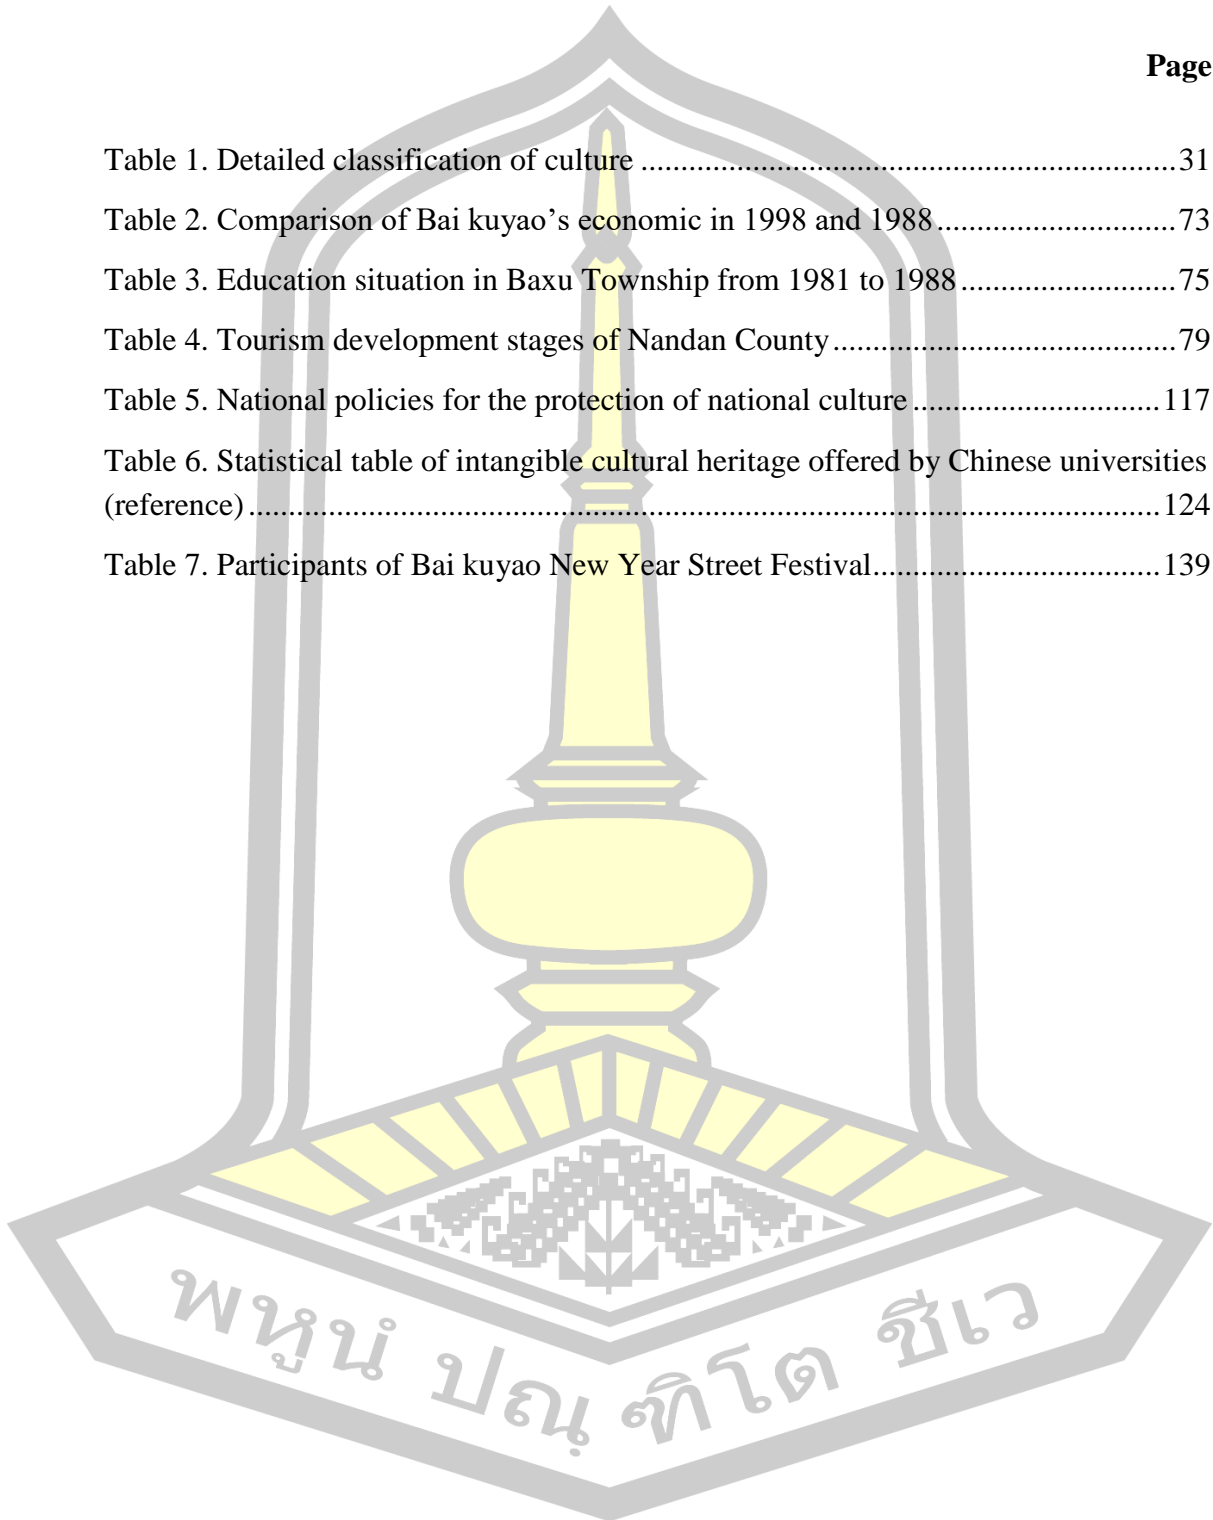 Page
Table 1. Detailed classification of culture ........................................................................ 31
Table 2. Comparison of Bai kuyao’s economic in 1998 and 1988 .............................. 73
Table 3. Education situation in Baxu Township from 1981 to 1988 ........................... 75
Table 4. Tourism development stages of Nandan County ........................................... 79
Table 5. National policies for the protection of national culture ............................... 117
Table 6. Statistical table of intangible cultural heritage offered by Chinese universities
(reference) .................................................................................................................. 124
Table 7. Participants of Bai kuyao New Year Street Festival .................................... 139
พหูนํ ปณฺฑิโต ชีเว